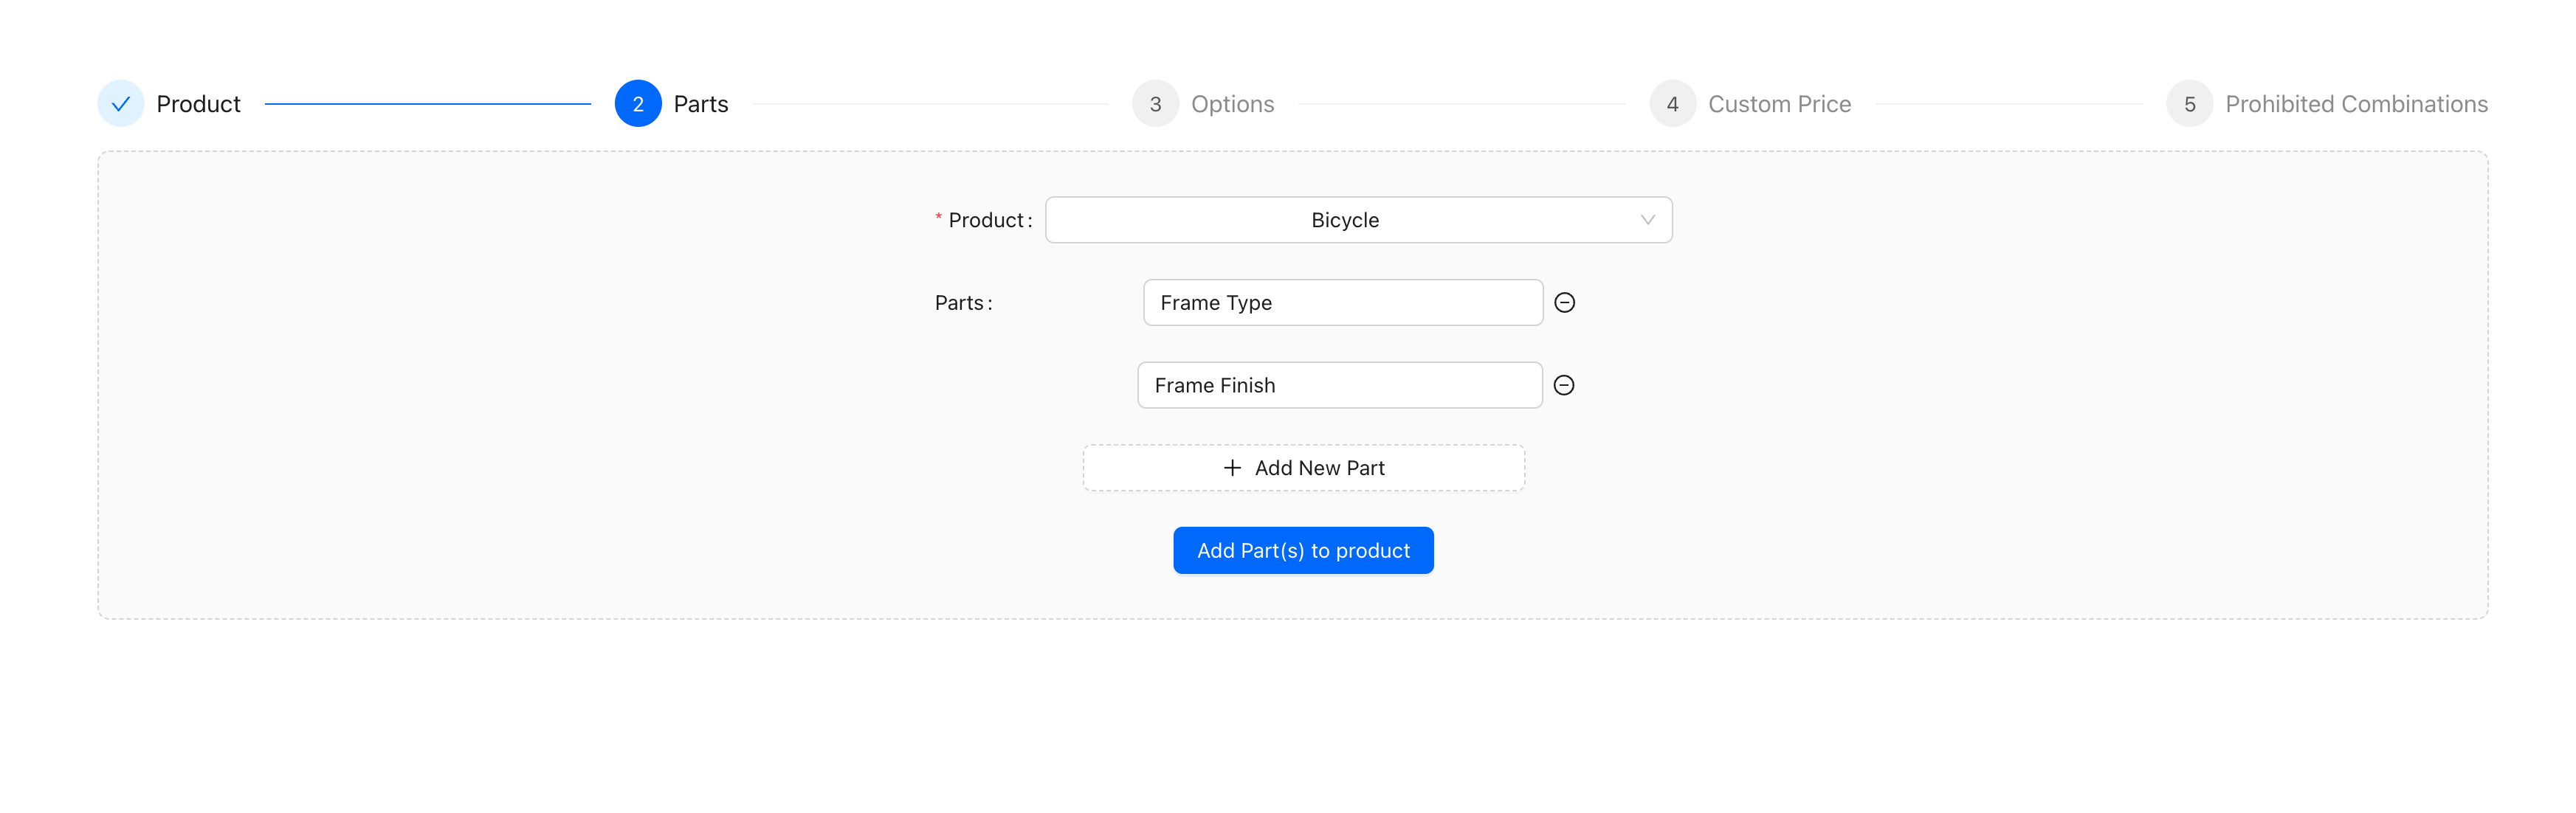 Product
2 Parts
3 Options
4 Custom Price
5 Prohibited Combinations
* Product: Bicycle
Parts: Frame Type
Frame Finish
+ Add New Part
Add Part(s) to product